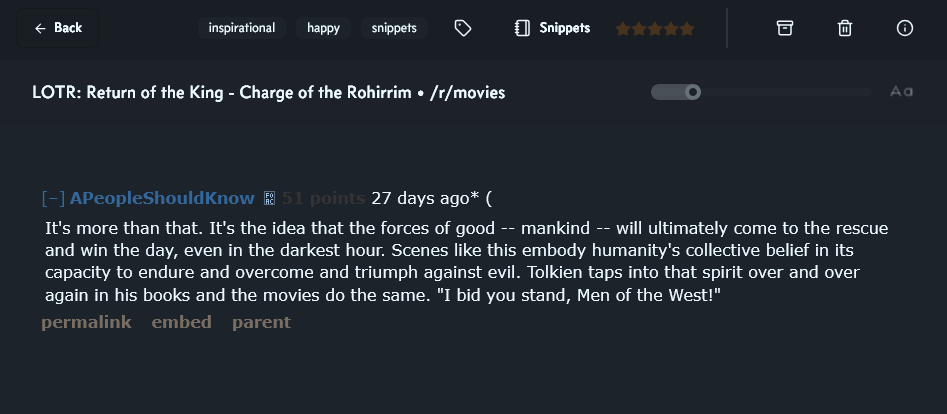 Back
inspirational happy snippets Snippets
LOTR: Return of the King - Charge of the Rohirrim • /r/movies
Aa
[–] APeopleShouldKnow 51 points 27 days ago* (
It's more than that. It's the idea that the forces of good -- mankind -- will ultimately come to the rescue
and win the day, even in the darkest hour. Scenes like this embody humanity's collective belief in its
capacity to endure and overcome and triumph against evil. Tolkien taps into that spirit over and over
again in his books and the movies do the same. "I bid you stand, Men of the West!"
permalink embed parent